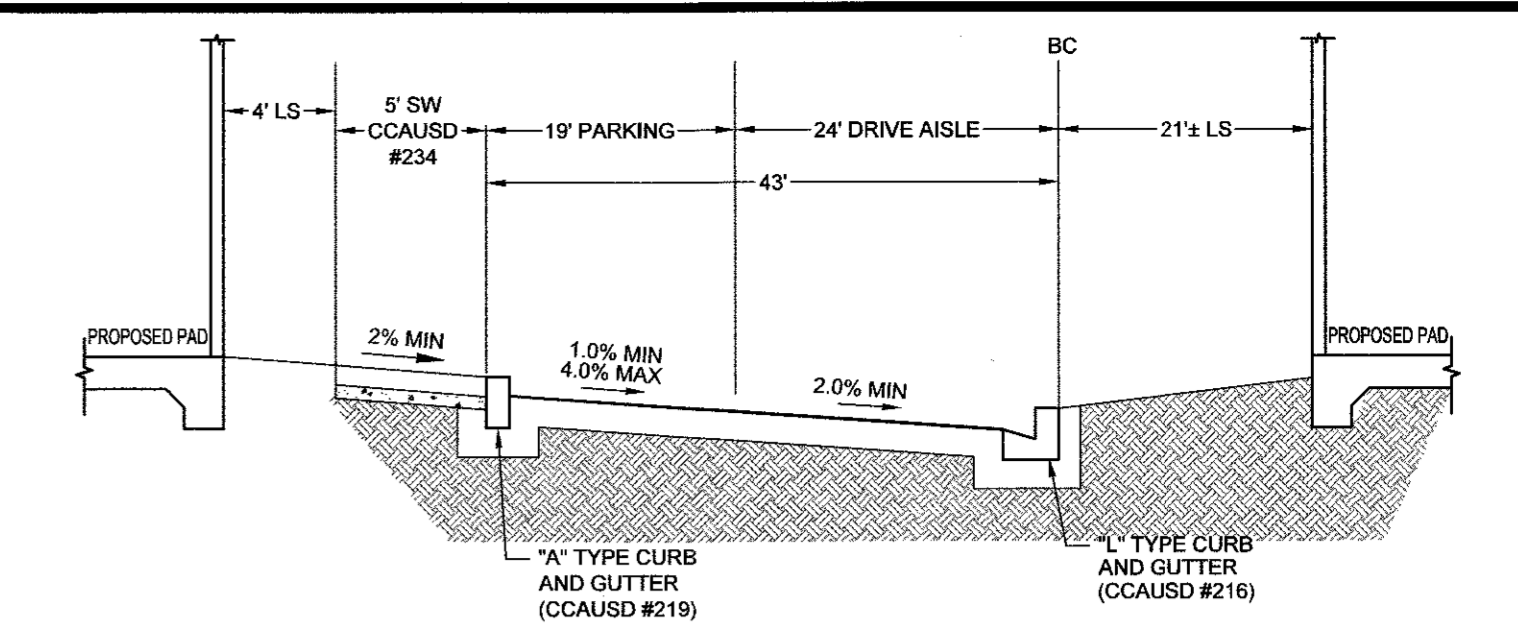 BC
4' LS
5' SW
CCAUSD
#234
19' PARKING
24' DRIVE AISLE
21'± LS
43'
PROPOSED PAD
2% MIN
1.0% MIN
4.0% MAX
2.0% MIN
PROPOSED PAD
"A" TYPE CURB
AND GUTTER
(CCAUSD #219)
"L" TYPE CURB
AND GUTTER
(CCAUSD #216)